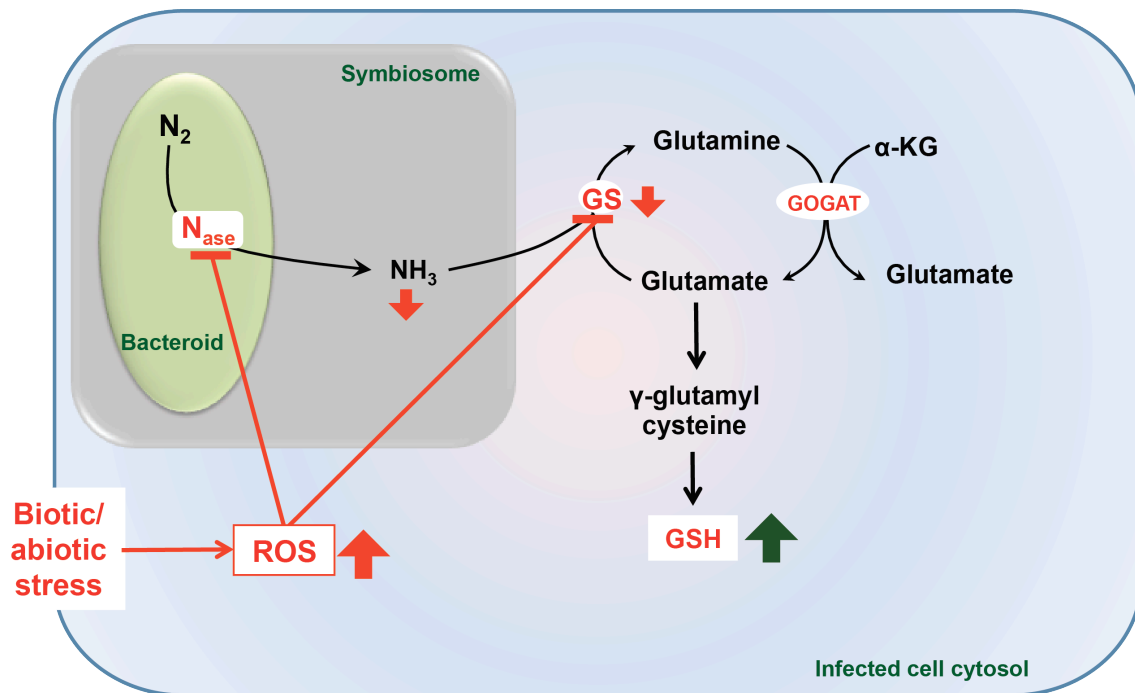 Symbiosome
N₂
Glutamine
α-KG
GS
GOGAT
Nase
NH₃
Glutamate
Glutamate
Bacteroid
γ-glutamyl
cysteine
Biotic/
abiotic
stress
ROS
GSH
Infected cell cytosol